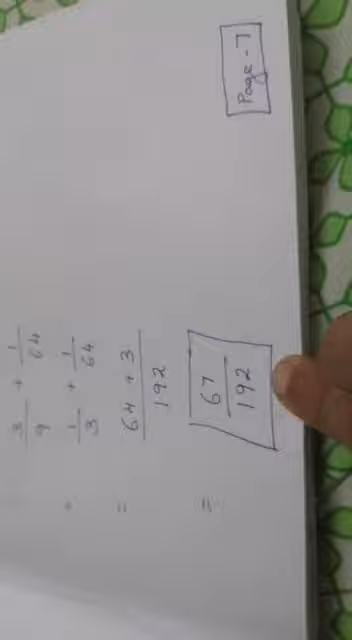 3/9 + 1/64
= 1/3 + 1/64
= 64 + 3/192
= 67/192
Page - 7